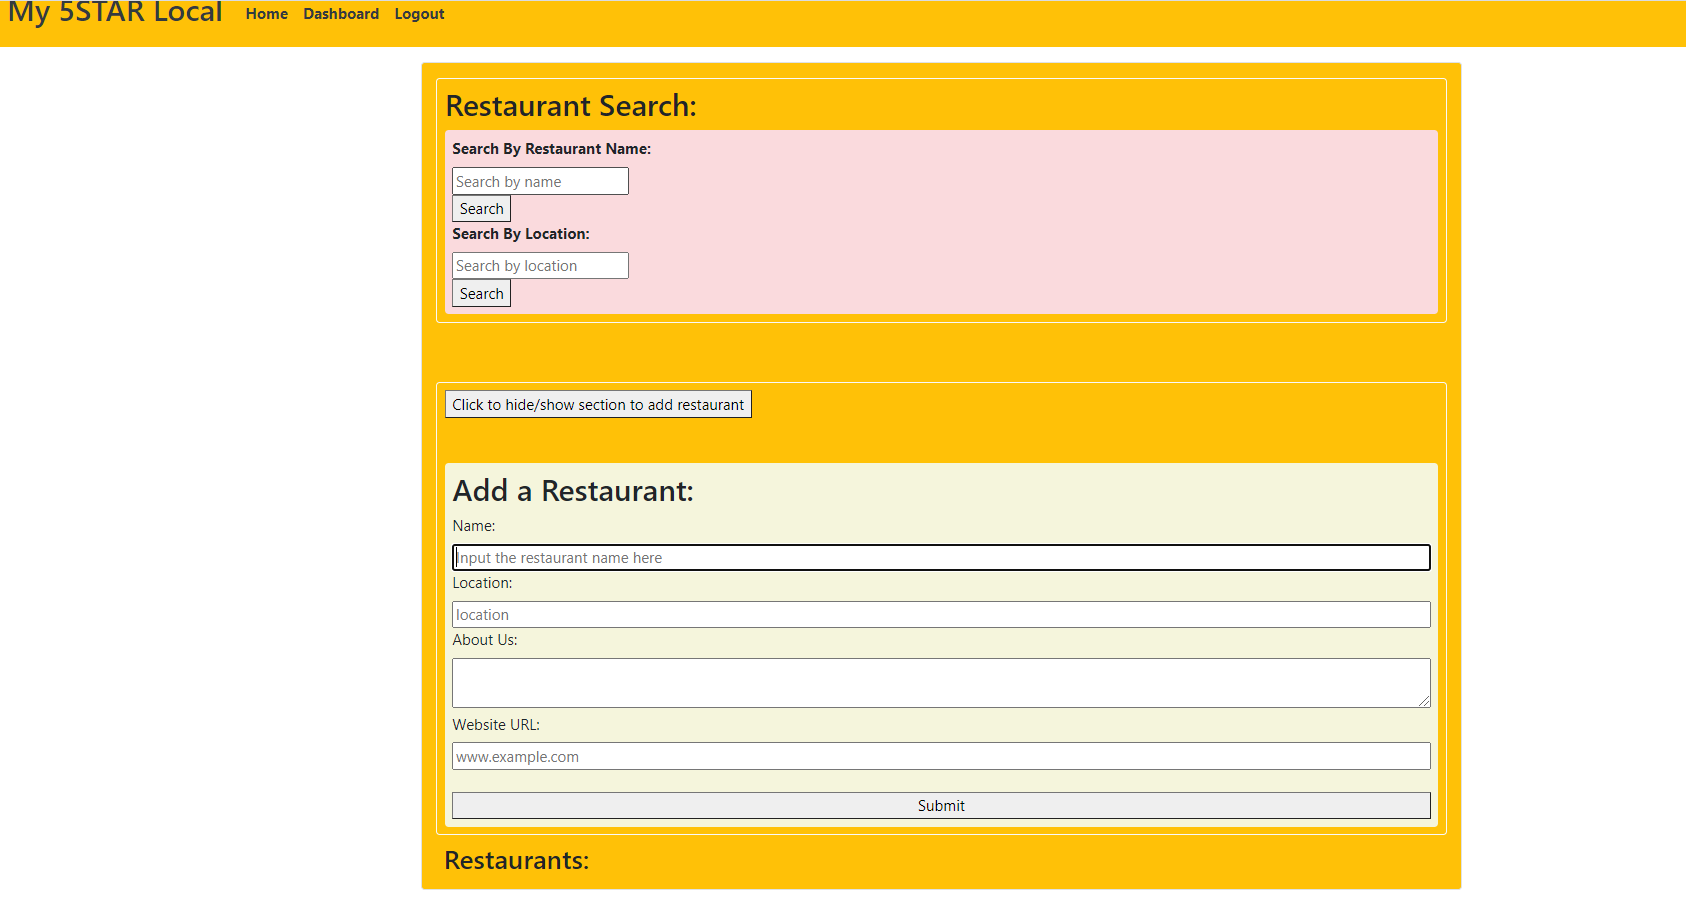 My 5STAR Local Home Dashboard Logout
Restaurant Search:
Search By Restaurant Name:
Search by name
Search
Search By Location:
Search by location
Search
Click to hide/show section to add restaurant
Add a Restaurant:
Name:
Input the restaurant name here
Location:
location
About Us:
Website URL:
www.example.com
Submit
Restaurants: